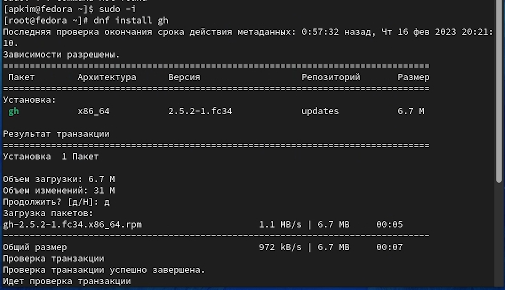 [apkim@fedora ~]$ sudo -i
[root@fedora ~]# dnf install gh
Последняя проверка окончания срока действия метаданных: 0:57:32 назад, Чт 16 фев 2023 20:21:
10.
Зависимости разрешены.
================================================================================
Пакет Архитектура Версия Репозиторий Размер
================================================================================
Установка:
gh x86_64 2.5.2-1.fc34 updates 6.7 M

Результат транзакции
================================================================================
Установка 1 Пакет

Объем загрузки: 6.7 M
Объем изменений: 31 M
Продолжить? [д/Н]: д
Загрузка пакетов:
gh-2.5.2-1.fc34.x86_64.rpm 1.1 MB/s | 6.7 MB 00:05
--------------------------------------------------------------------------------
Общий размер 972 kB/s | 6.7 MB 00:07
Проверка транзакции
Проверка транзакции успешно завершена.
Идет проверка транзакции